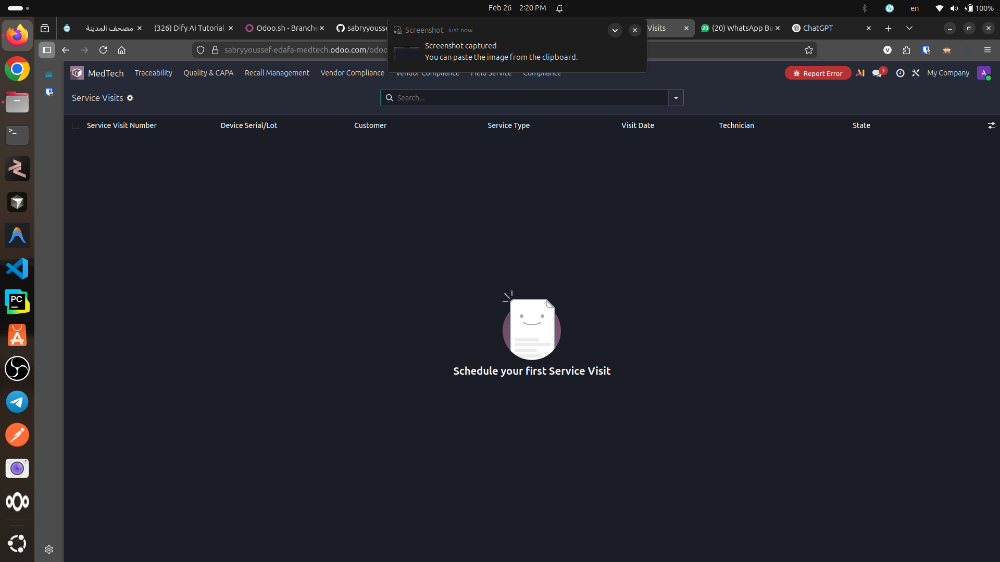 Feb 26 2:20 PM
en
100%
مصحف المدينة
(326) Dify AI Tutorial
Odoo.sh - Branche
sabryyousse
Visits
20
(20) WhatsApp Bu
ChatGPT
Screenshot Just now
Screenshot captured
You can paste the image from the clipboard.
sabryyoussef-edafa-medtech.odoo.com/odoo
V
MedTech
Traceability
Quality & CAPA
Recall Management
Vendor Compliance
Vendor Compliance
Field Service
Compliance
Report Error
AI
3
My Company
A
Service Visits
Search...
Service Visit Number
Device Serial/Lot
Customer
Service Type
Visit Date
Technician
State
PC
Schedule your first Service Visit